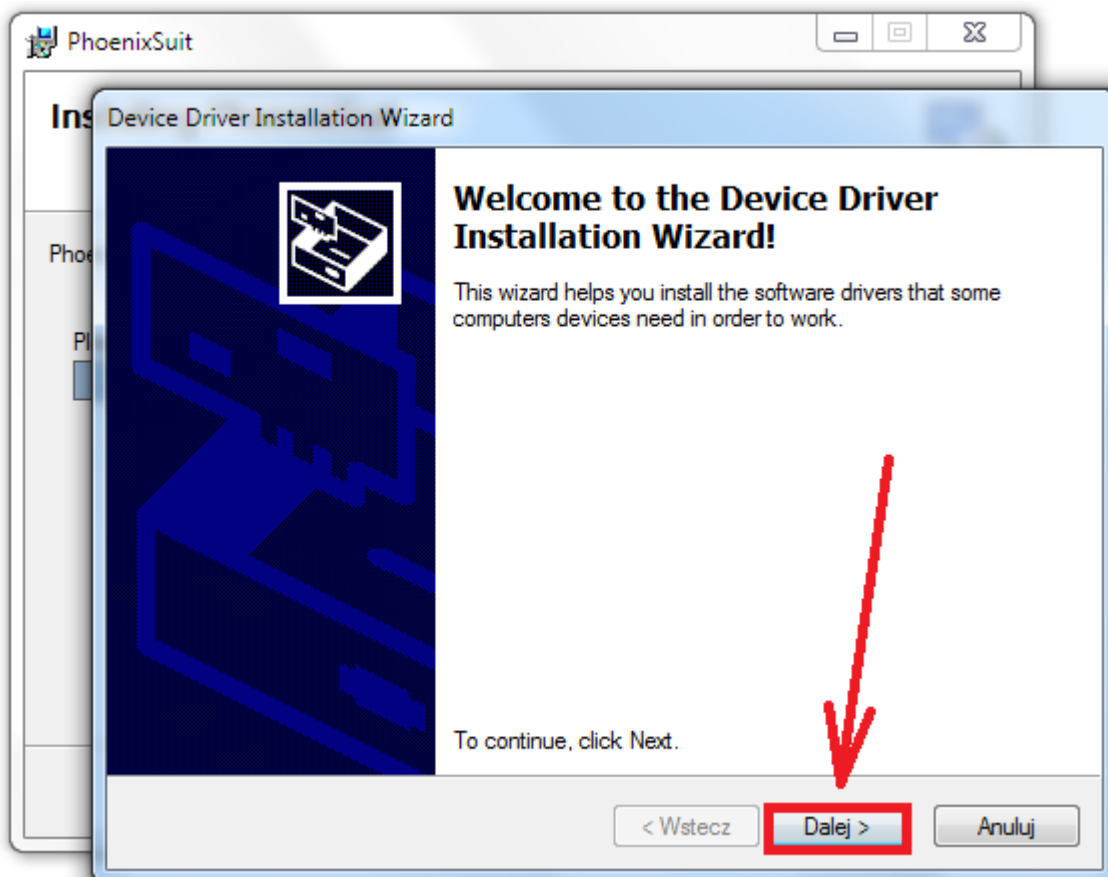 PhoenixSuit
Device Driver Installation Wizard
Welcome to the Device Driver
Installation Wizard!
This wizard helps you install the software drivers that some
computers devices need in order to work.
To continue, click Next.
< Wstecz
Dalej >
Anuluj